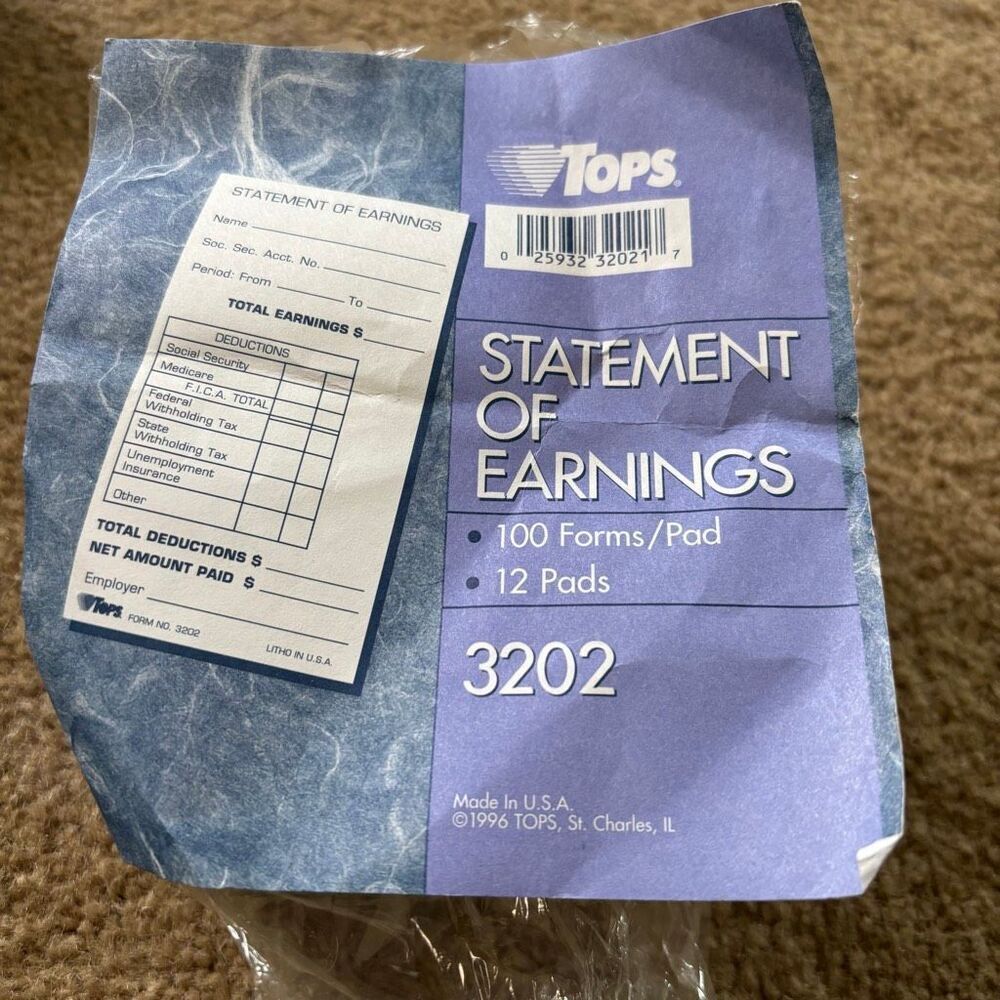 STATEMENT OF EARNINGS
Name
Soc. Sec. Acct. No.
Period: From To
TOTAL EARNINGS $
DEDUCTIONS
Social Security
Medicare
F.I.C.A. TOTAL
Federal
Withholding Tax
State
Withholding Tax
Unemployment
Insurance
Other
TOTAL DEDUCTIONS $
NET AMOUNT PAID $
Employer
TOPS FORM NO. 3202
LITHO IN U.S.A.
TOPS®
0 25932 32021 7
STATEMENT
OF
EARNINGS
• 100 Forms/Pad
• 12 Pads
3202
Made In U.S.A.
©1996 TOPS, St. Charles, IL